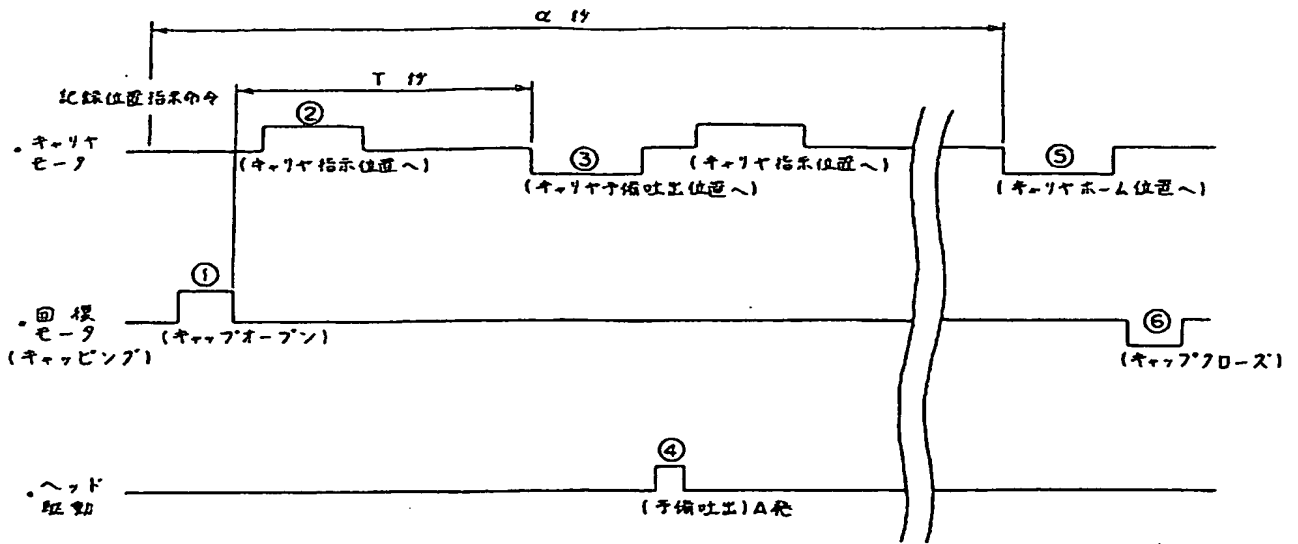 α 秒
T 秒
記録位置指示命令
②
・キャリヤ
モータ
(キャリヤ指示位置へ)
③
(キャリヤ予備吐出位置へ)
(キャリヤ指示位置へ)
⑤
(キャリヤホーム位置へ)
①
・回復
モータ
(キャッピング)
(キャップオープン)
⑥
(キャップクローズ)
④
・ヘッド
駆動
(予備吐出)A発